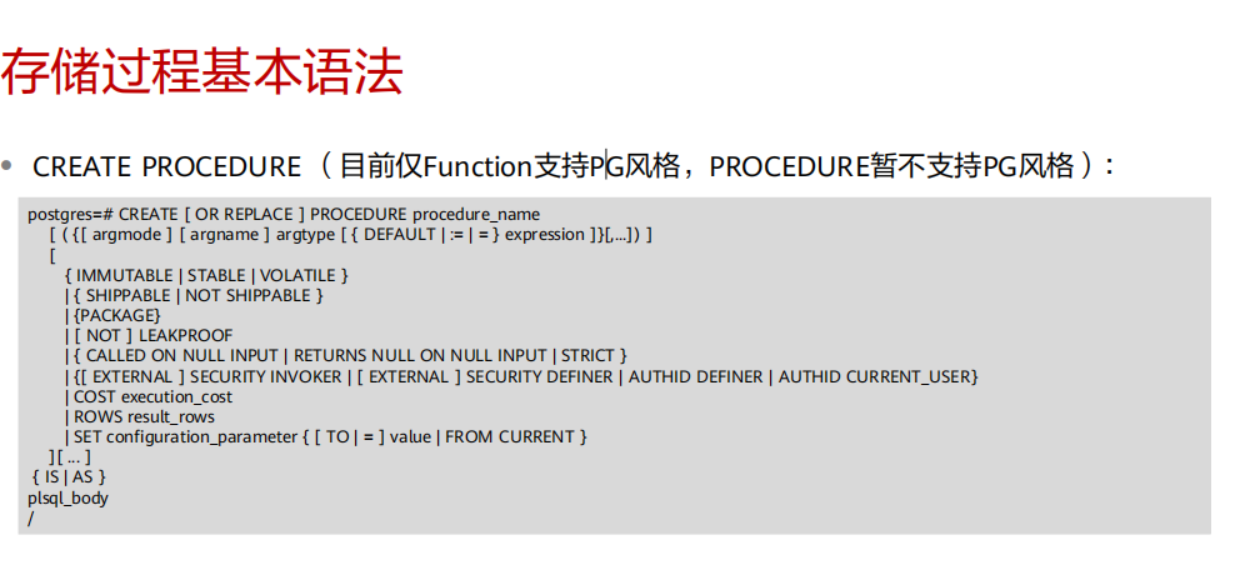 存储过程基本语法
• CREATE PROCEDURE （目前仅Function支持PG风格，PROCEDURE暂不支持PG风格）：
postgres=# CREATE [ OR REPLACE ] PROCEDURE procedure_name
[ ( {[ argmode ] [ argname ] argtype [ { DEFAULT | := | = } expression ]}[,...]) ]
[
{ IMMUTABLE | STABLE | VOLATILE }
| { SHIPPABLE | NOT SHIPPABLE }
| {PACKAGE}
| [ NOT ] LEAKPROOF
| { CALLED ON NULL INPUT | RETURNS NULL ON NULL INPUT | STRICT }
| {[ EXTERNAL ] SECURITY INVOKER | [ EXTERNAL ] SECURITY DEFINER | AUTHID DEFINER | AUTHID CURRENT_USER}
| COST execution_cost
| ROWS result_rows
| SET configuration_parameter { [ TO | = ] value | FROM CURRENT }
][ ... ]
{ IS | AS }
plsql_body
/